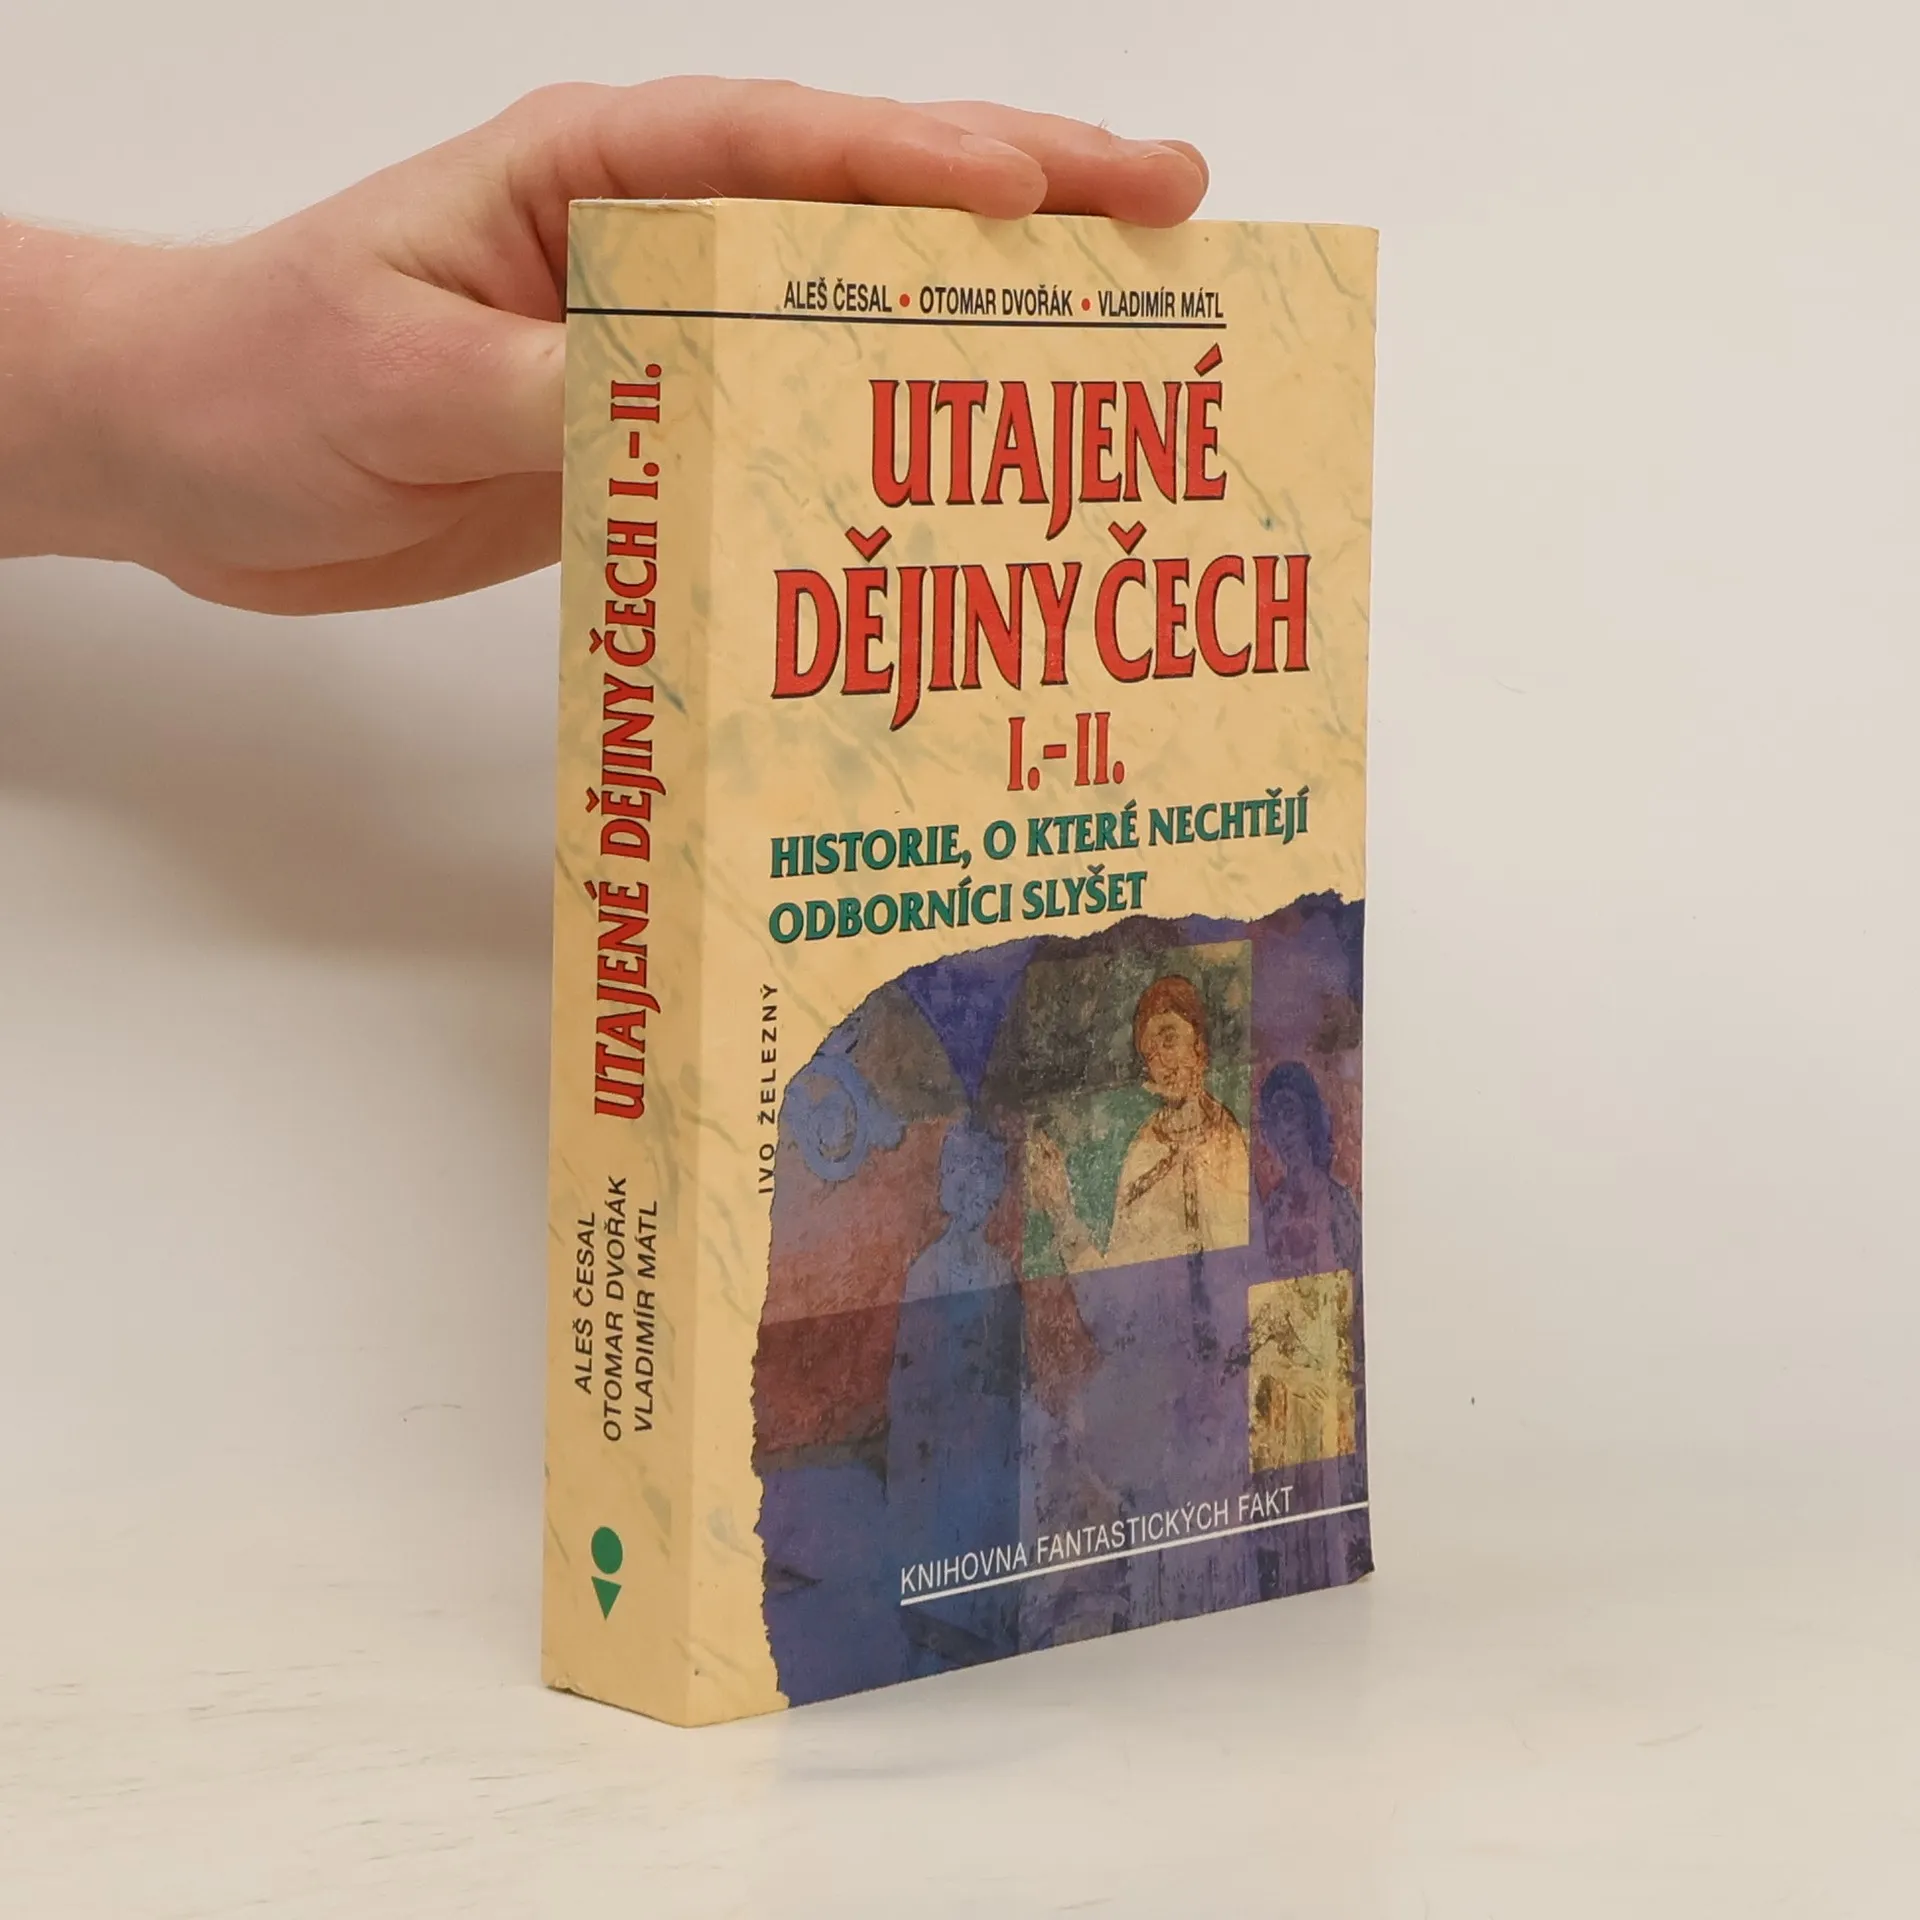 ALEŠ ČESAL • OTOMAR DVOŘÁK • VLADIMÍR MÁTL
UTAJENÉ
DĚJINY ČECH
I.-II.
HISTORIE, O KTERÉ NECHTĚJÍ
ODBORNÍCI SLYŠET
IVO ŽELEZNÝ
KNIHOVNA FANTASTICKÝCH FAKT
UTAJENÉ DĚJINY ČECH I.-II.
ALEŠ ČESAL
OTOMAR DVOŘÁK
VLADIMÍR MÁTL